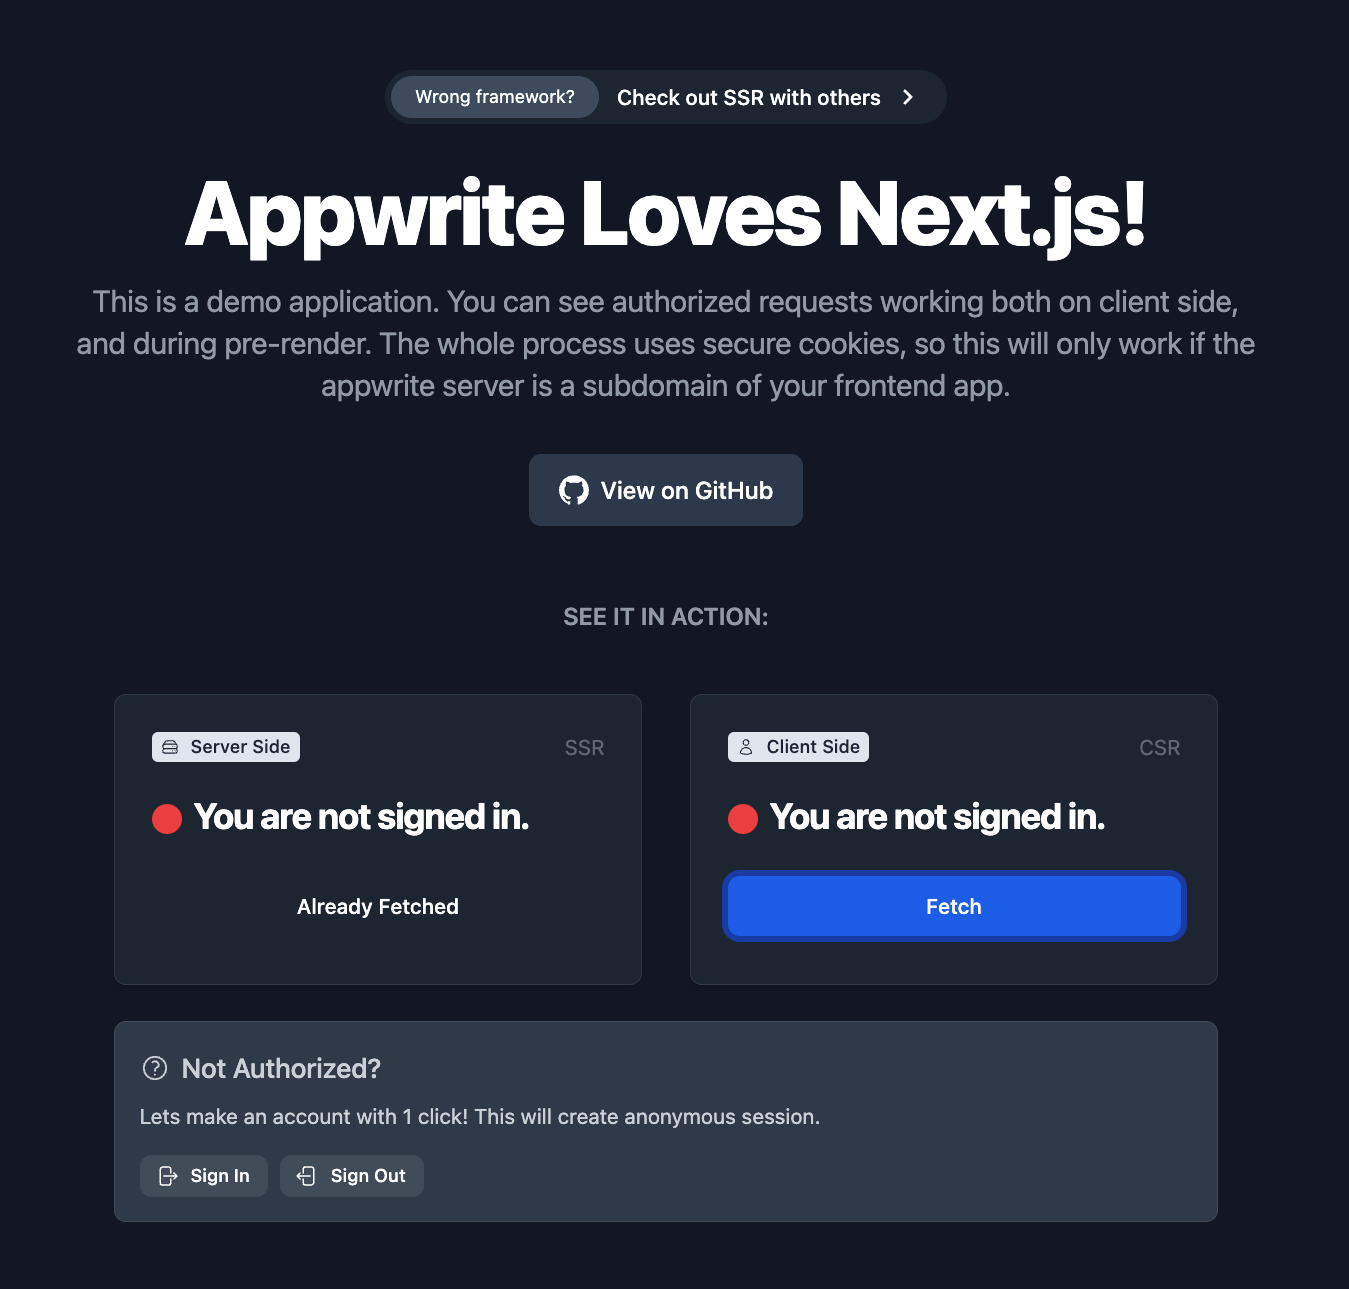 Wrong framework? Check out SSR with others
Appwrite Loves Next.js!
This is a demo application. You can see authorized requests working both on client side,
and during pre-render. The whole process uses secure cookies, so this will only work if the
appwrite server is a subdomain of your frontend app.
View on GitHub
SEE IT IN ACTION:
Server Side SSR
You are not signed in.
Already Fetched
Client Side CSR
You are not signed in.
Fetch
Not Authorized?
Lets make an account with 1 click! This will create anonymous session.
Sign In Sign Out